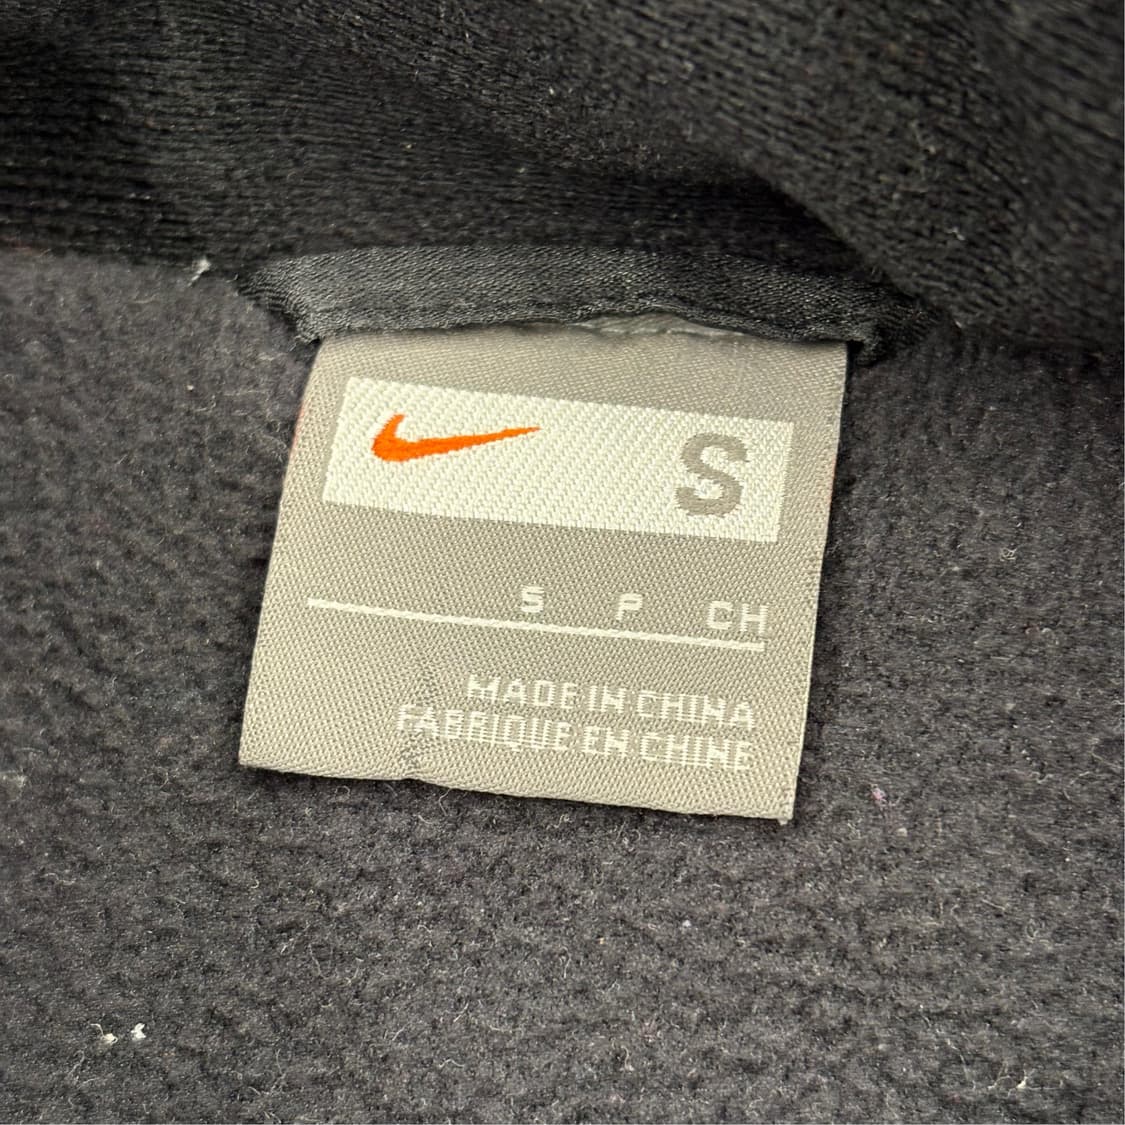 S
S P CH
MADE IN CHINA
FABRIQUE EN CHINE